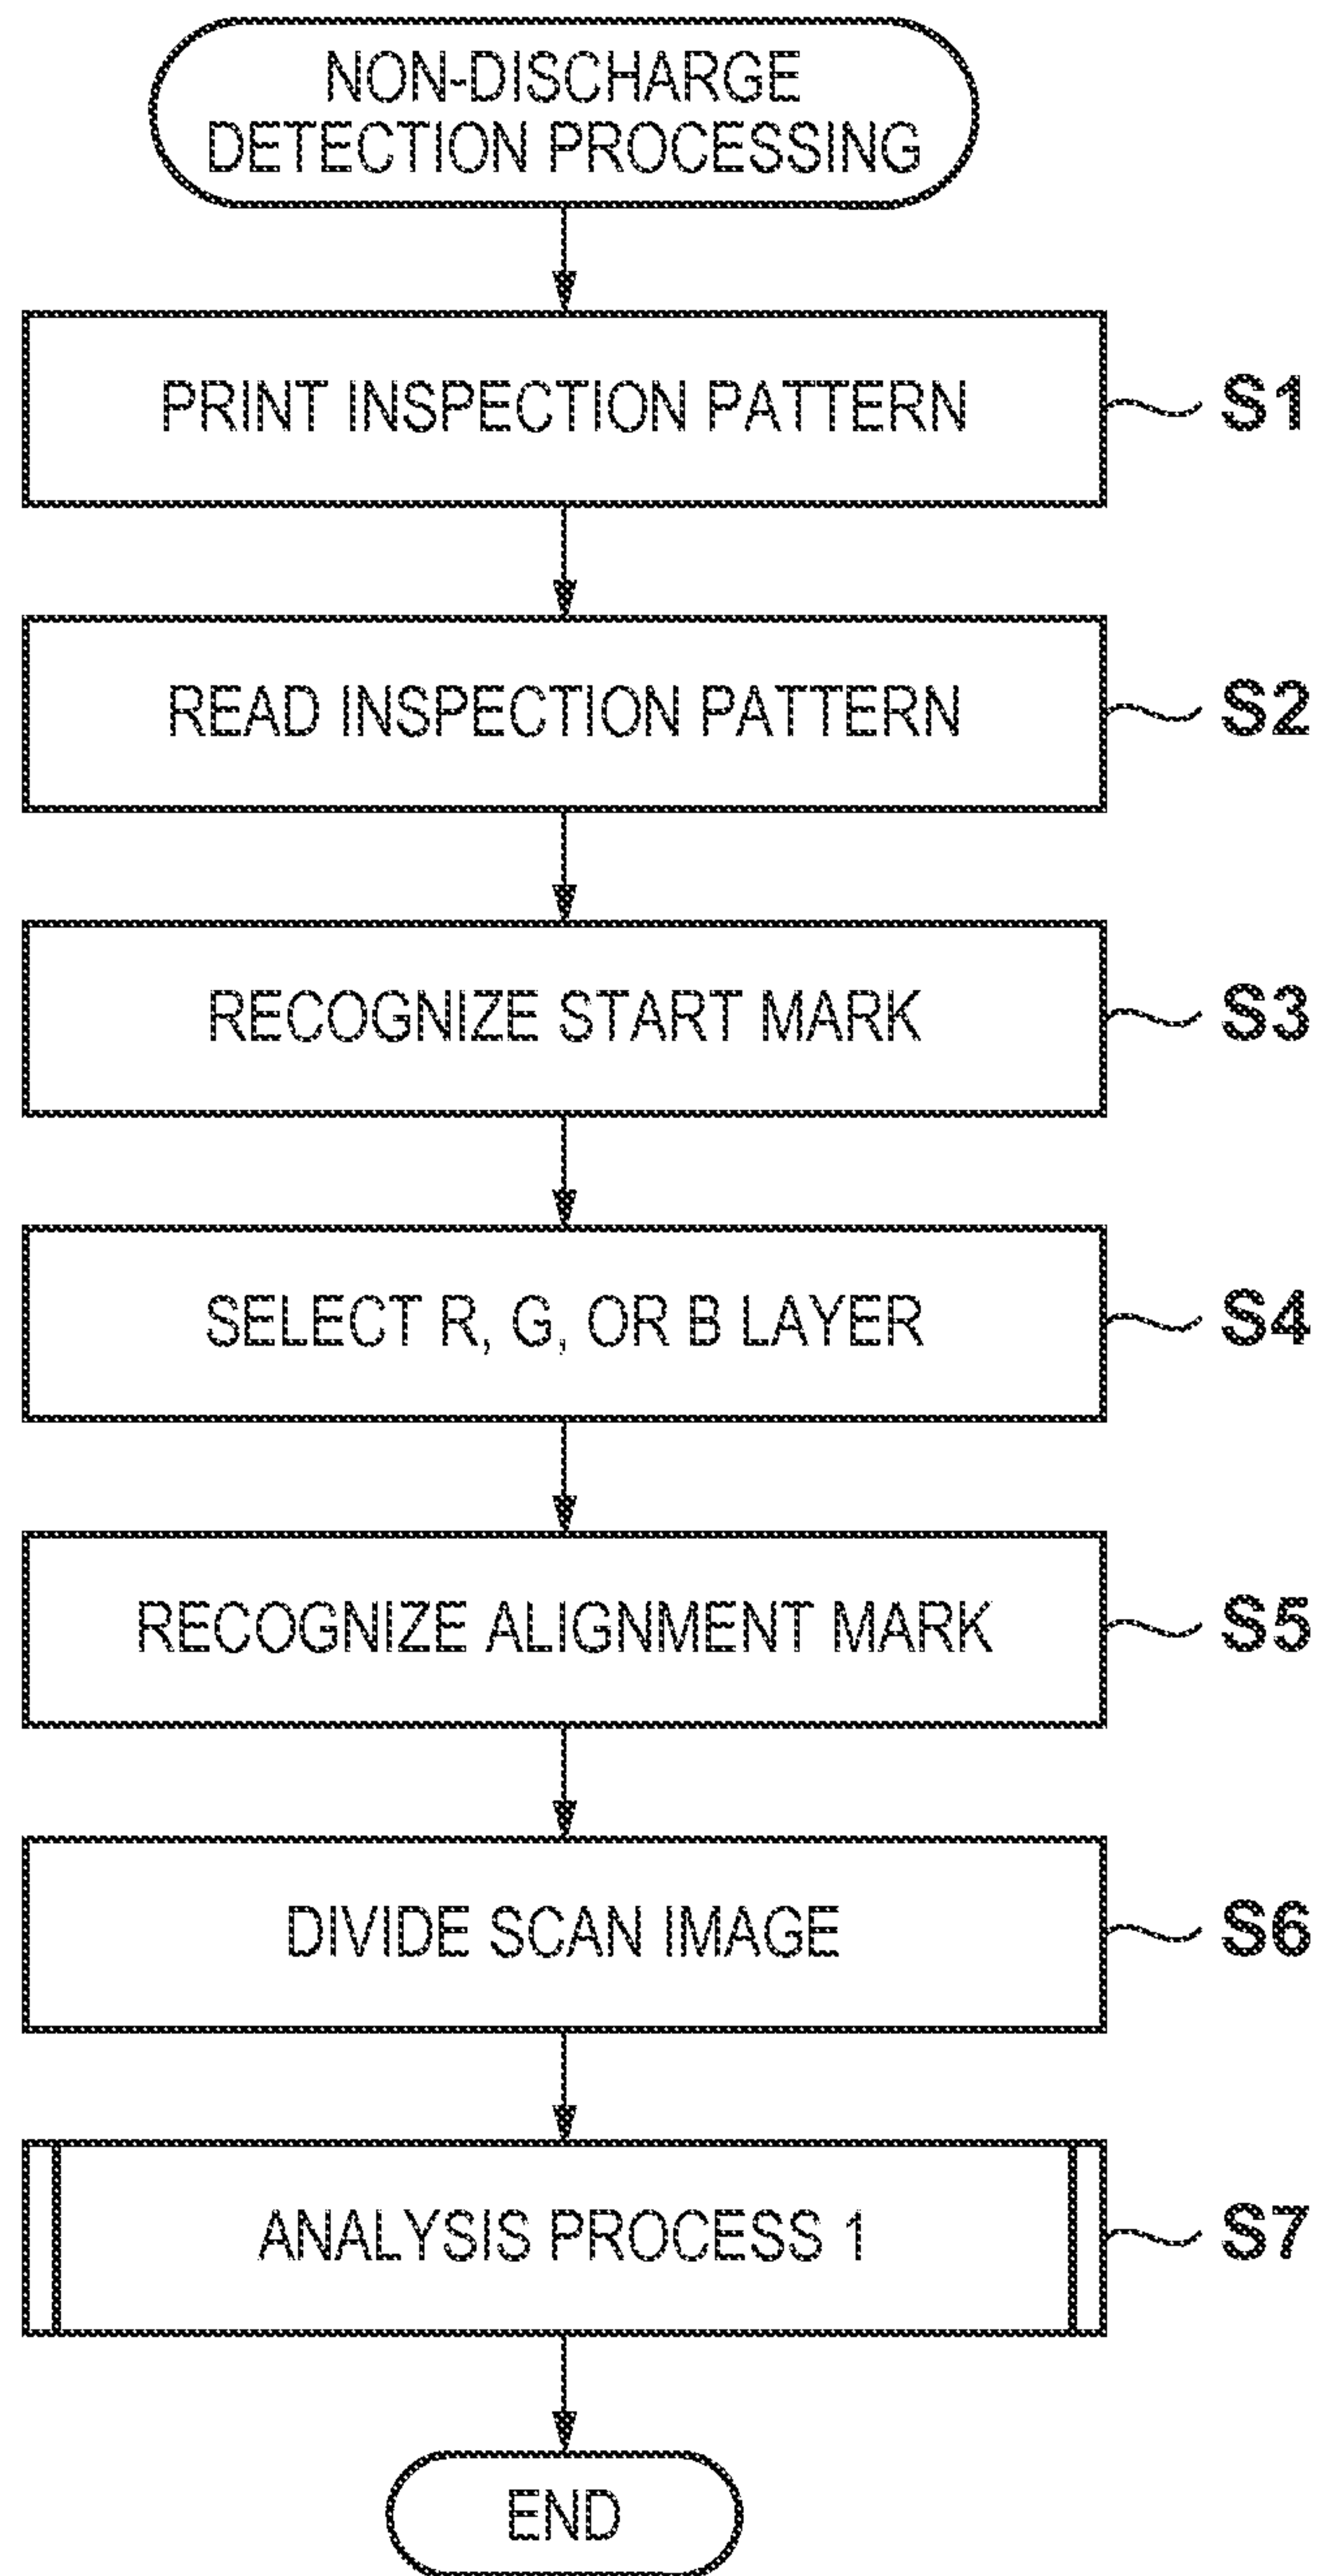 NON-DISCHARGE
DETECTION PROCESSING
PRINT INSPECTION PATTERN
S1
READ INSPECTION PATTERN
S2
RECOGNIZE START MARK
S3
SELECT R, G, OR B LAYER
S4
RECOGNIZE ALIGNMENT MARK
S5
DIVIDE SCAN IMAGE
S6
ANALYSIS PROCESS 1
S7
END